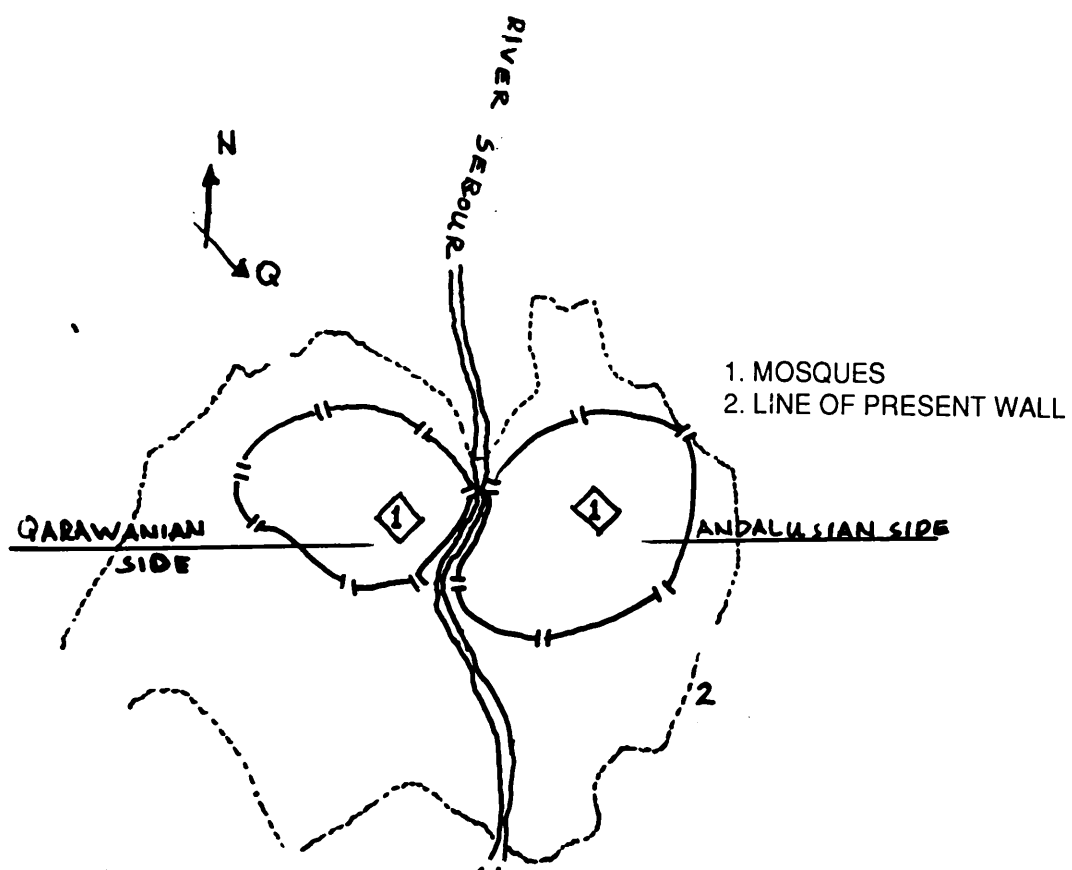 RIVER SEBOUR
N
Q
1. MOSQUES
2. LINE OF PRESENT WALL
1
1
QARAWANIAN
SIDE
ANDALUSIAN SIDE
2